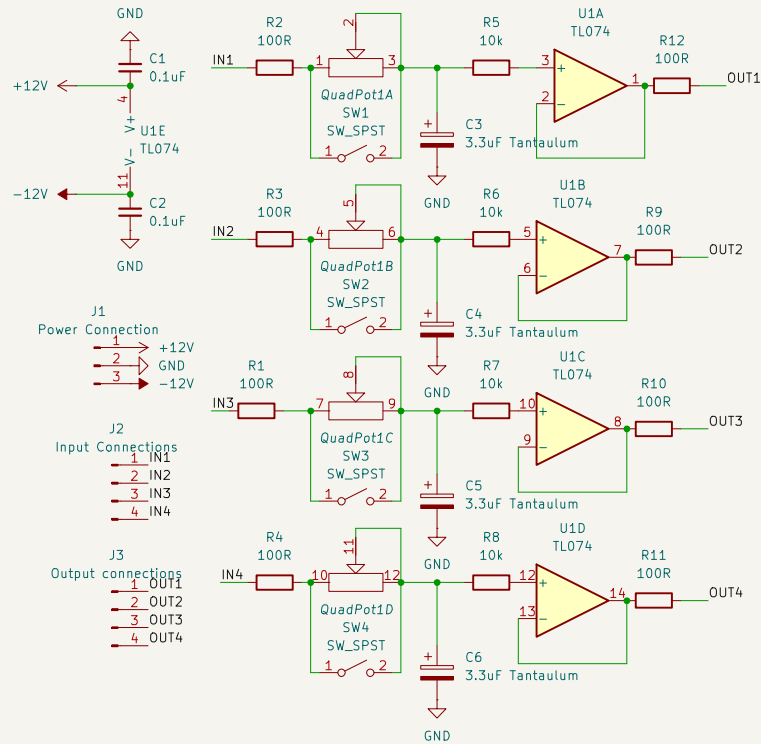 GND
C1
0.1uF
+12V
4
V+
U1E
TL074
V-
11
-12V
C2
0.1uF
GND
J1
Power Connection
1 +12V
2 GND
3 -12V
J2
Input Connections
1 IN1
2 IN2
3 IN3
4 IN4
J3
Output connections
1 OUT1
2 OUT2
3 OUT3
4 OUT4
IN1
R2
100R
2
1 3
QuadPot1A
SW1
SW_SPST
1 2
+
C3
3.3uF Tantaulum
GND
R5
10k
U1A
TL074
3 +
2 -
1
R12
100R
OUT1
IN2
R3
100R
5
4 6
QuadPot1B
SW2
SW_SPST
1 2
+
C4
3.3uF Tantaulum
GND
R6
10k
U1B
TL074
5 +
6 -
7
R9
100R
OUT2
IN3
R1
100R
8
7 9
QuadPot1C
SW3
SW_SPST
1 2
+
C5
3.3uF Tantaulum
GND
R7
10k
U1C
TL074
10 +
9 -
8
R10
100R
OUT3
IN4
R4
100R
11
10 12
QuadPot1D
SW4
SW_SPST
1 2
+
C6
3.3uF Tantaulum
GND
R8
10k
U1D
TL074
12 +
13 -
14
R11
100R
OUT4